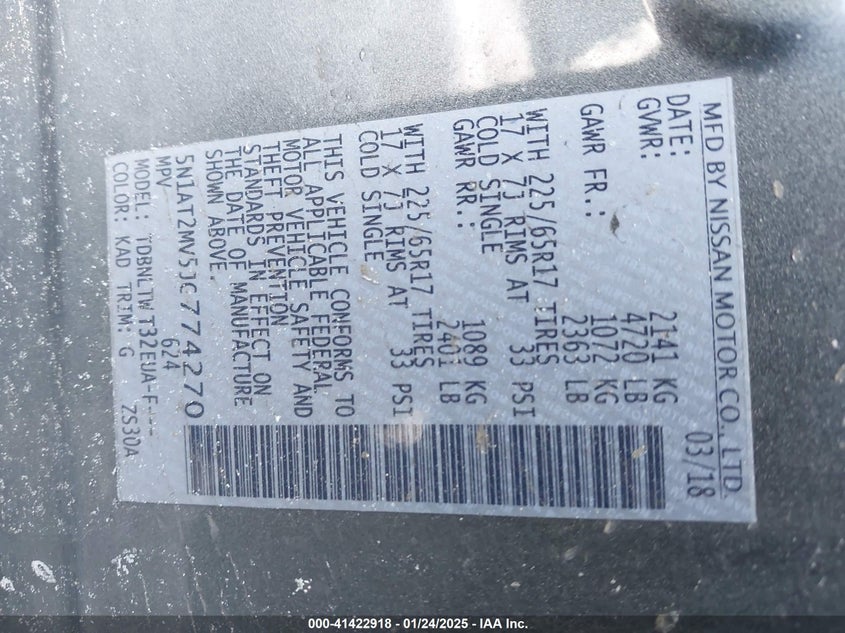 MFD BY NISSAN MOTOR CO., LTD.
DATE: 03/18
GVWR: 2141 KG
4720 LB
GAWR FR.: 1072 KG
2363 LB
WITH 225/65R17 TIRES
17 X 7J RIMS AT 33 PSI
COLD SINGLE
GAWR RR.: 1089 KG
2401 LB
WITH 225/65R17 TIRES
17 X 7J RIMS AT 33 PSI
COLD SINGLE
THIS VEHICLE CONFORMS TO
ALL APPLICABLE FEDERAL
MOTOR VEHICLE SAFETY AND
THEFT PREVENTION
STANDARDS IN EFFECT ON
THE DATE OF MANUFACTURE
SHOWN ABOVE.
5N1AT2MV5JC774270
MPV 624
MODEL: TDBNLTW T32EUA-
COLOR: KAD TRIM: G ZS30A
000-41422918 - 01/24/2025 - IAA Inc.